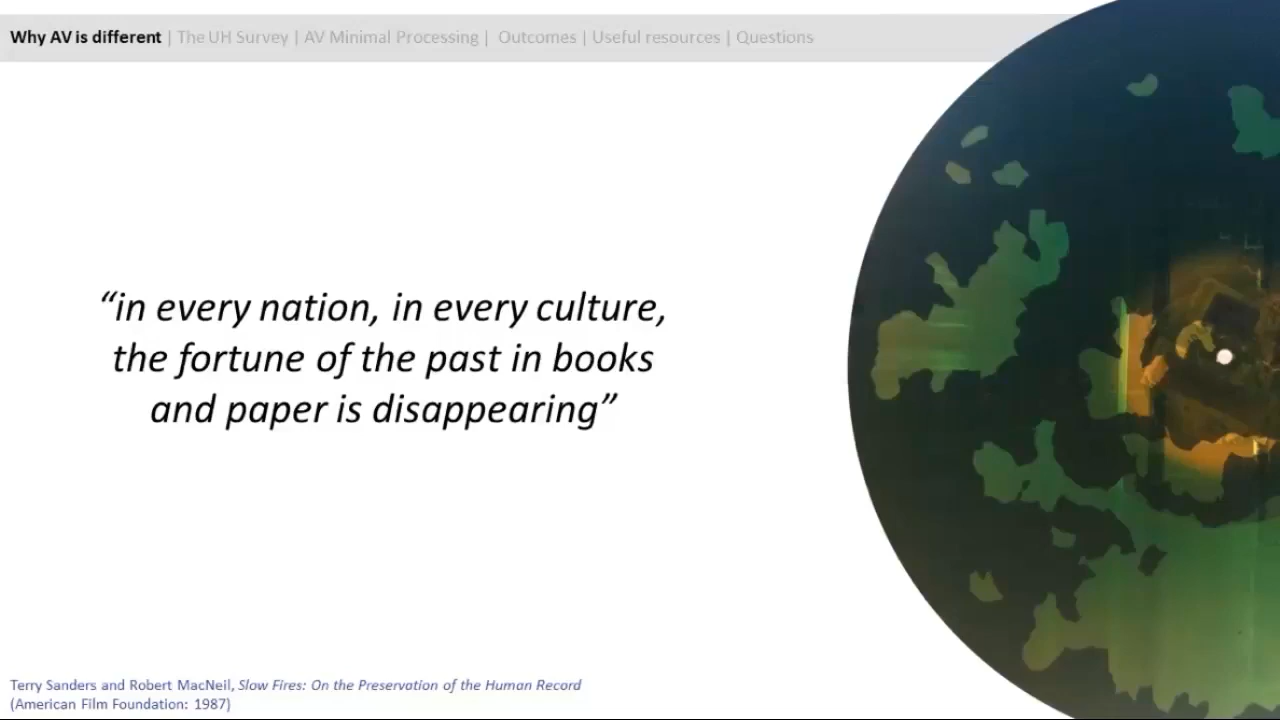 Why AV is different | The UH Survey | AV Minimal Processing | Outcomes | Useful resources | Questions
“in every nation, in every culture,
the fortune of the past in books
and paper is disappearing”
Terry Sanders and Robert MacNeil, Slow Fires: On the Preservation of the Human Record
(American Film Foundation: 1987)